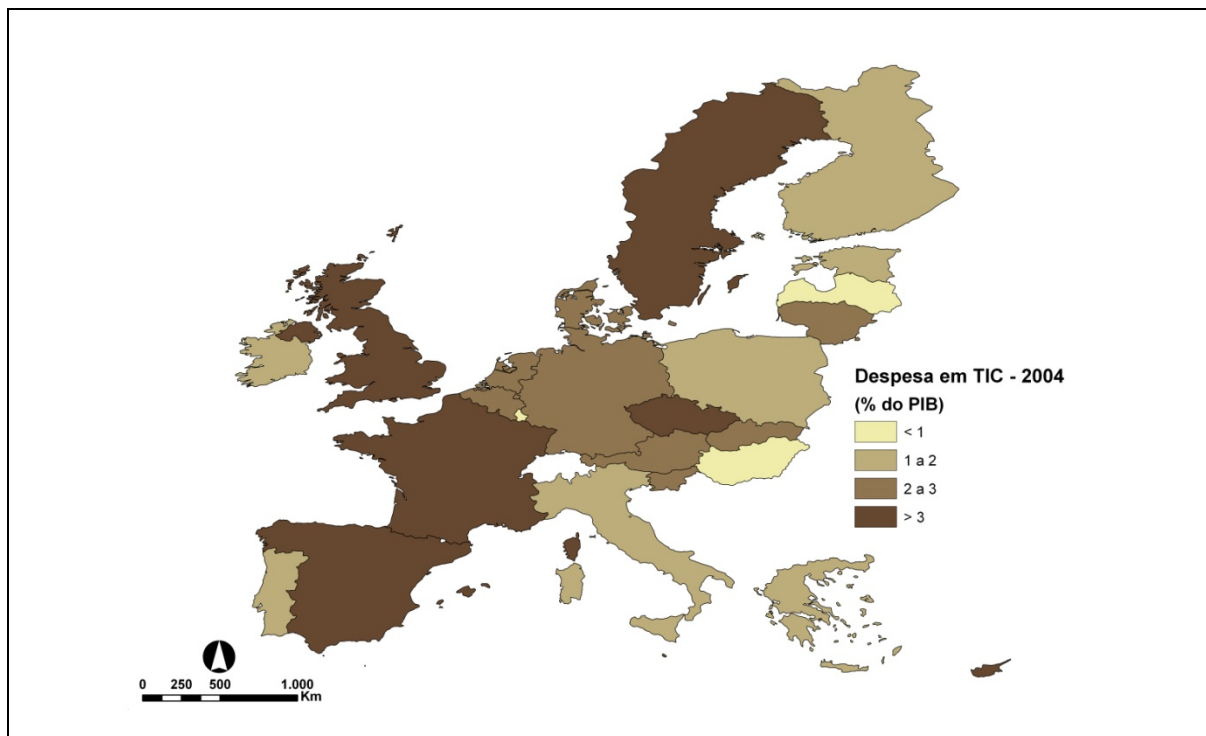 Despesa em TIC - 2004
(% do PIB)
< 1
1 a 2
2 a 3
> 3
0 250 500 1.000
Km